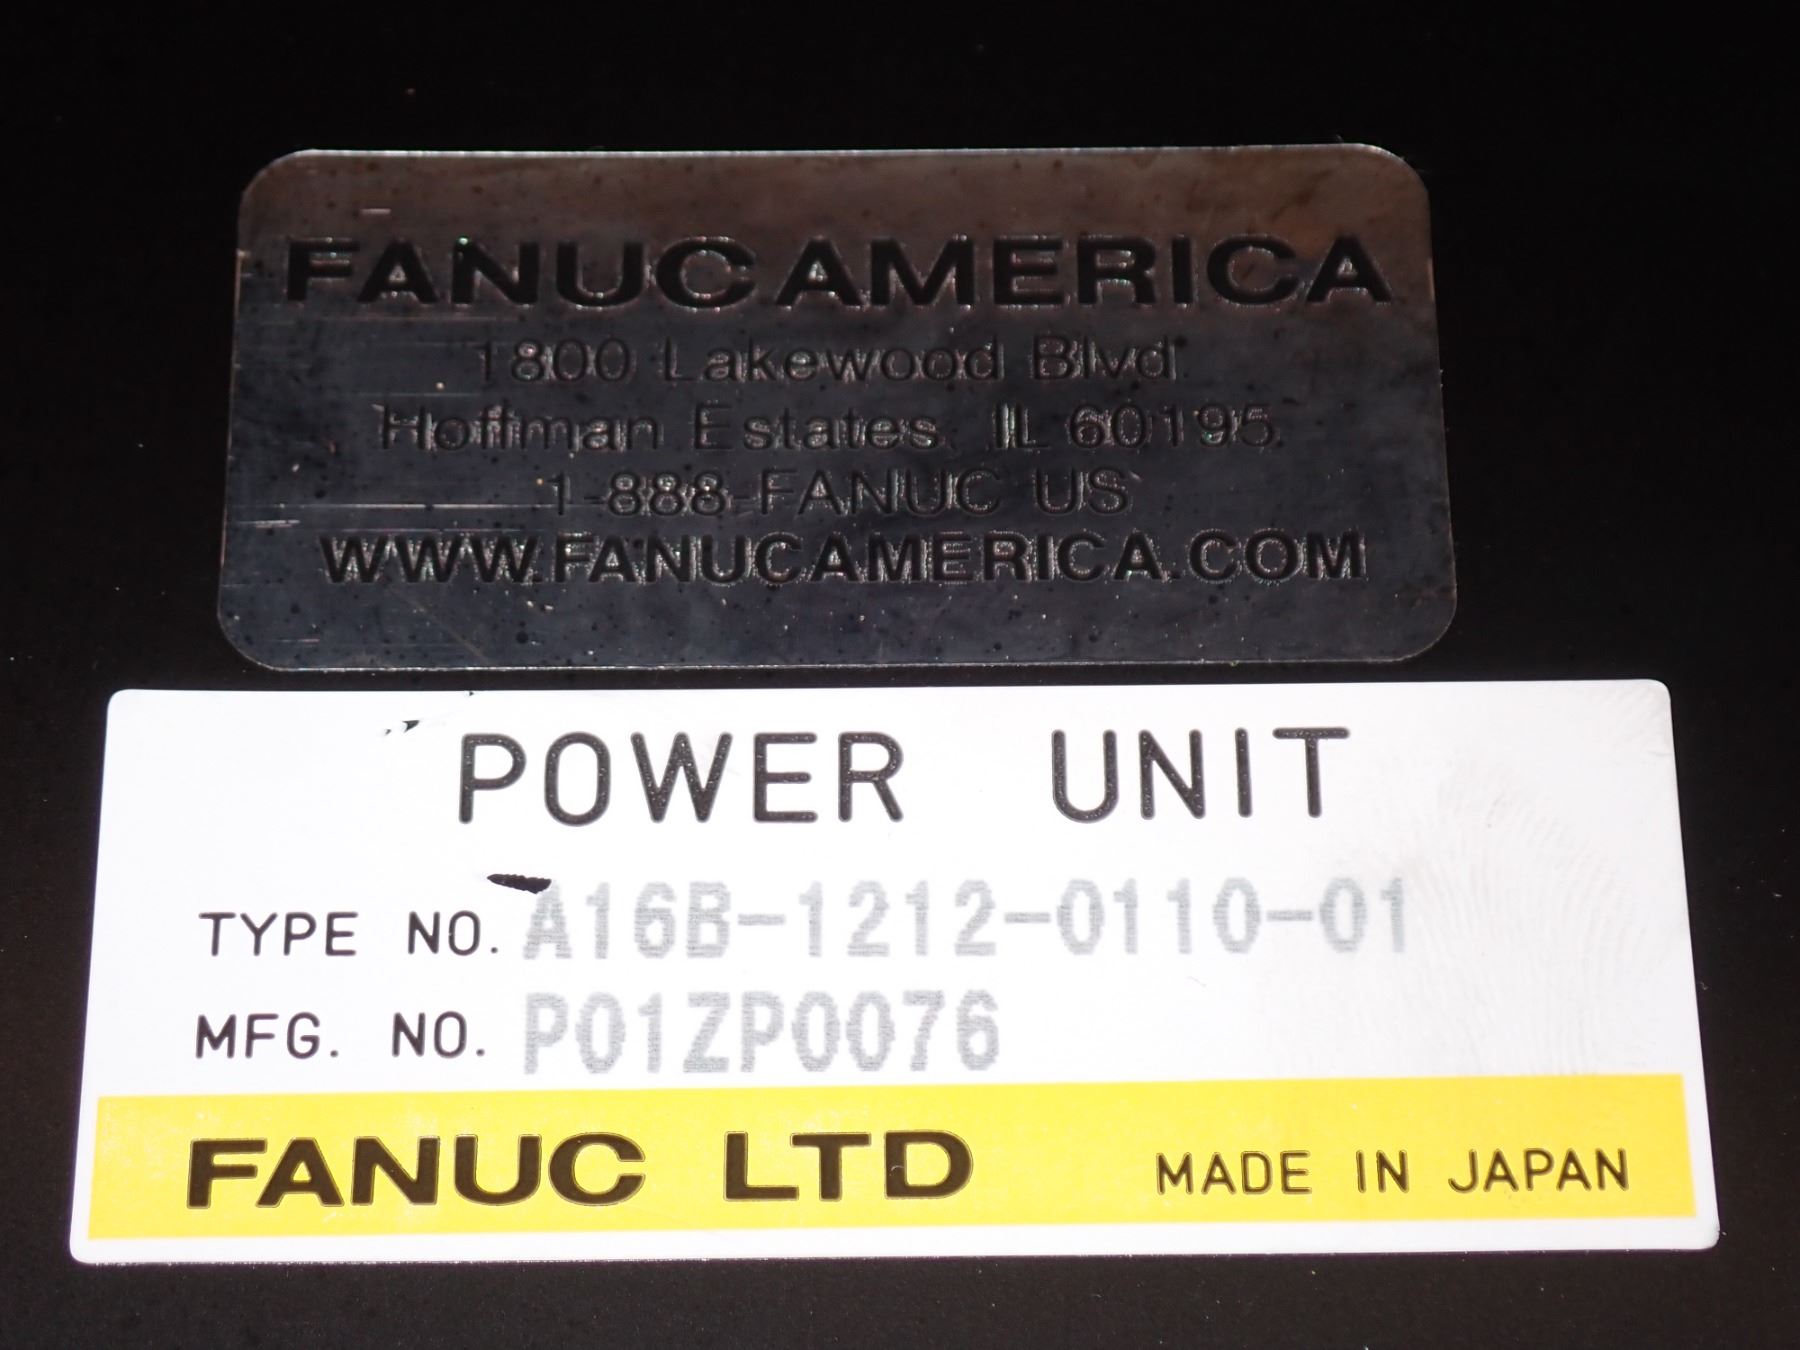 FANUC AMERICA
1800 Lakewood Blvd.
Hoffman Estates, IL 60195
1-888-FANUC US
WWW.FANUCAMERICA.COM
POWER UNIT
TYPE NO. A16B-1212-0110-01
MFG. NO. P01ZP0076
FANUC LTD MADE IN JAPAN